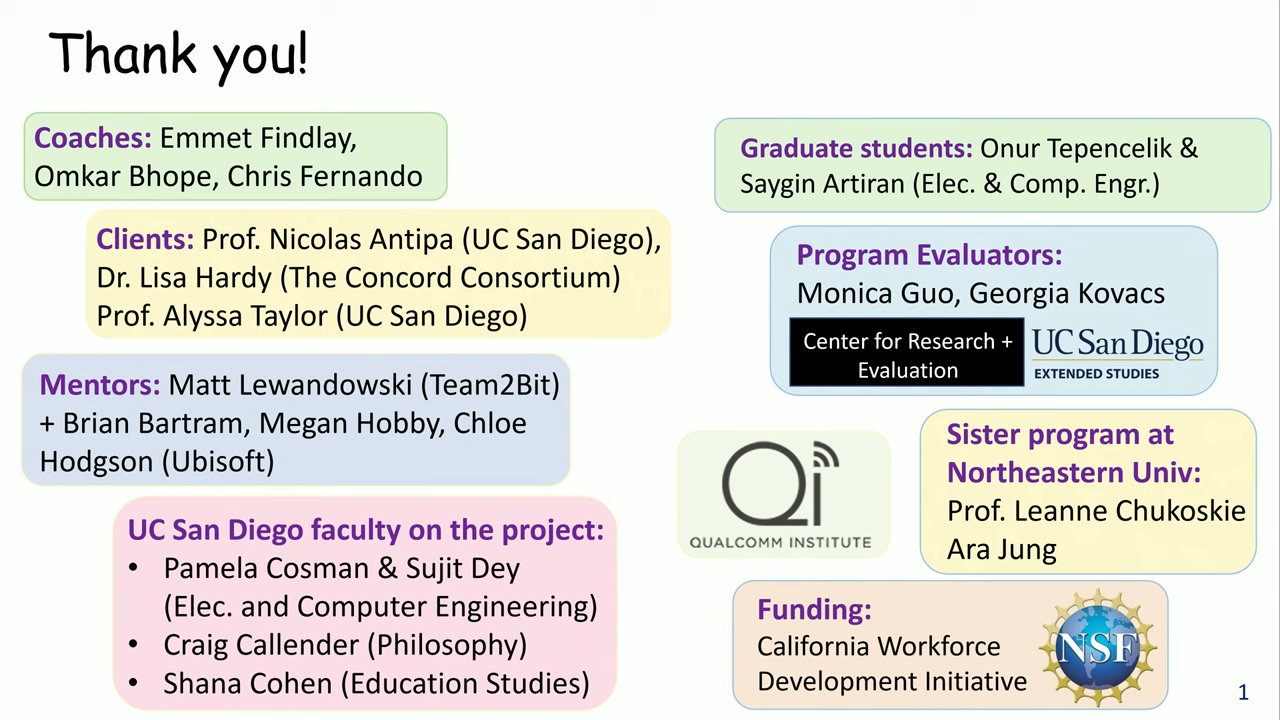 Thank you!
Coaches: Emmet Findlay,
Omkar Bhope, Chris Fernando
Clients: Prof. Nicolas Antipa (UC San Diego),
Dr. Lisa Hardy (The Concord Consortium)
Prof. Alyssa Taylor (UC San Diego)
Mentors: Matt Lewandowski (Team2Bit)
+ Brian Bartram, Megan Hobby, Chloe
Hodgson (Ubisoft)
UC San Diego faculty on the project:
• Pamela Cosman & Sujit Dey
(Elec. and Computer Engineering)
• Craig Callender (Philosophy)
• Shana Cohen (Education Studies)
Graduate students: Onur Tepencelik &
Saygin Artiran (Elec. & Comp. Engr.)
Program Evaluators:
Monica Guo, Georgia Kovacs
Center for Research +
Evaluation
UC San Diego
EXTENDED STUDIES
QI
QUALCOMM INSTITUTE
Sister program at
Northeastern Univ:
Prof. Leanne Chukoskie
Ara Jung
Funding:
California Workforce
Development Initiative
NSF
1